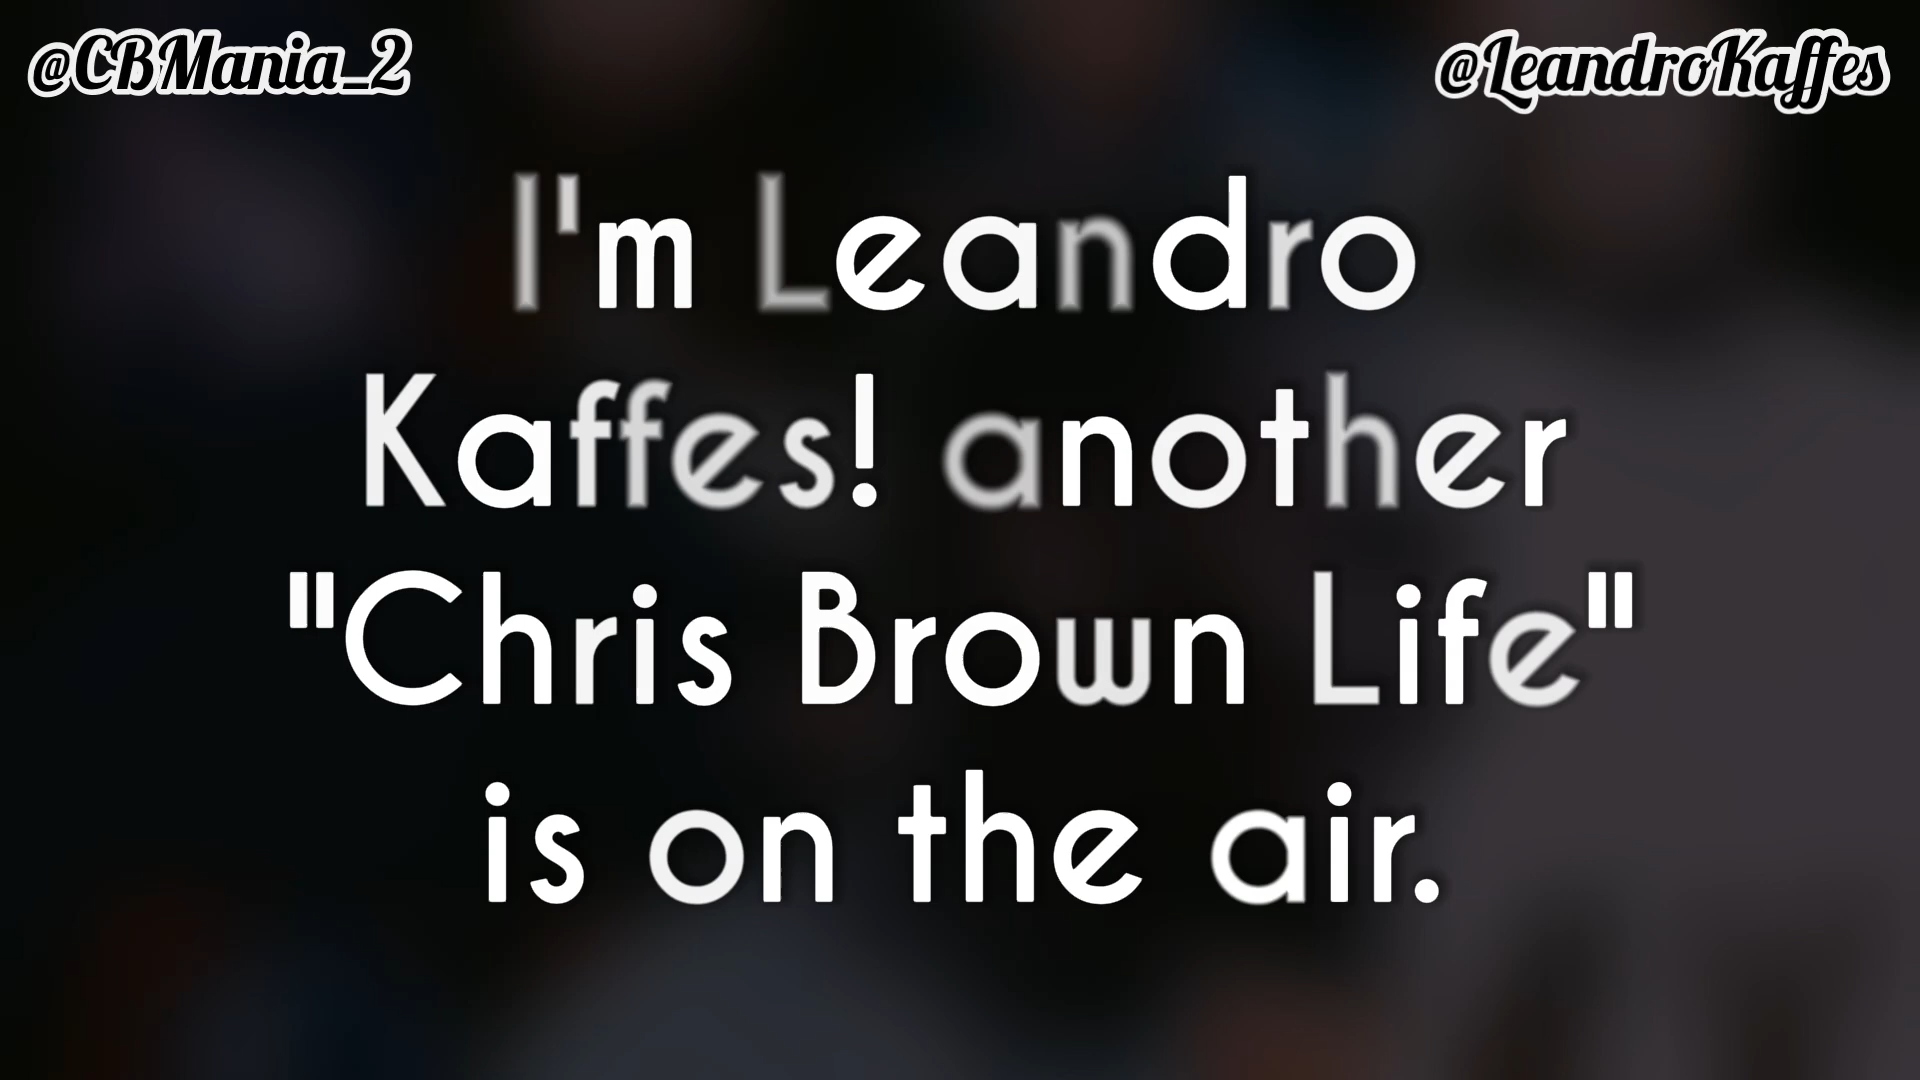 @CBMania_2
@LeandroKaffes
I'm Leandro
Kaffes! another
"Chris Brown Life"
is on the air.